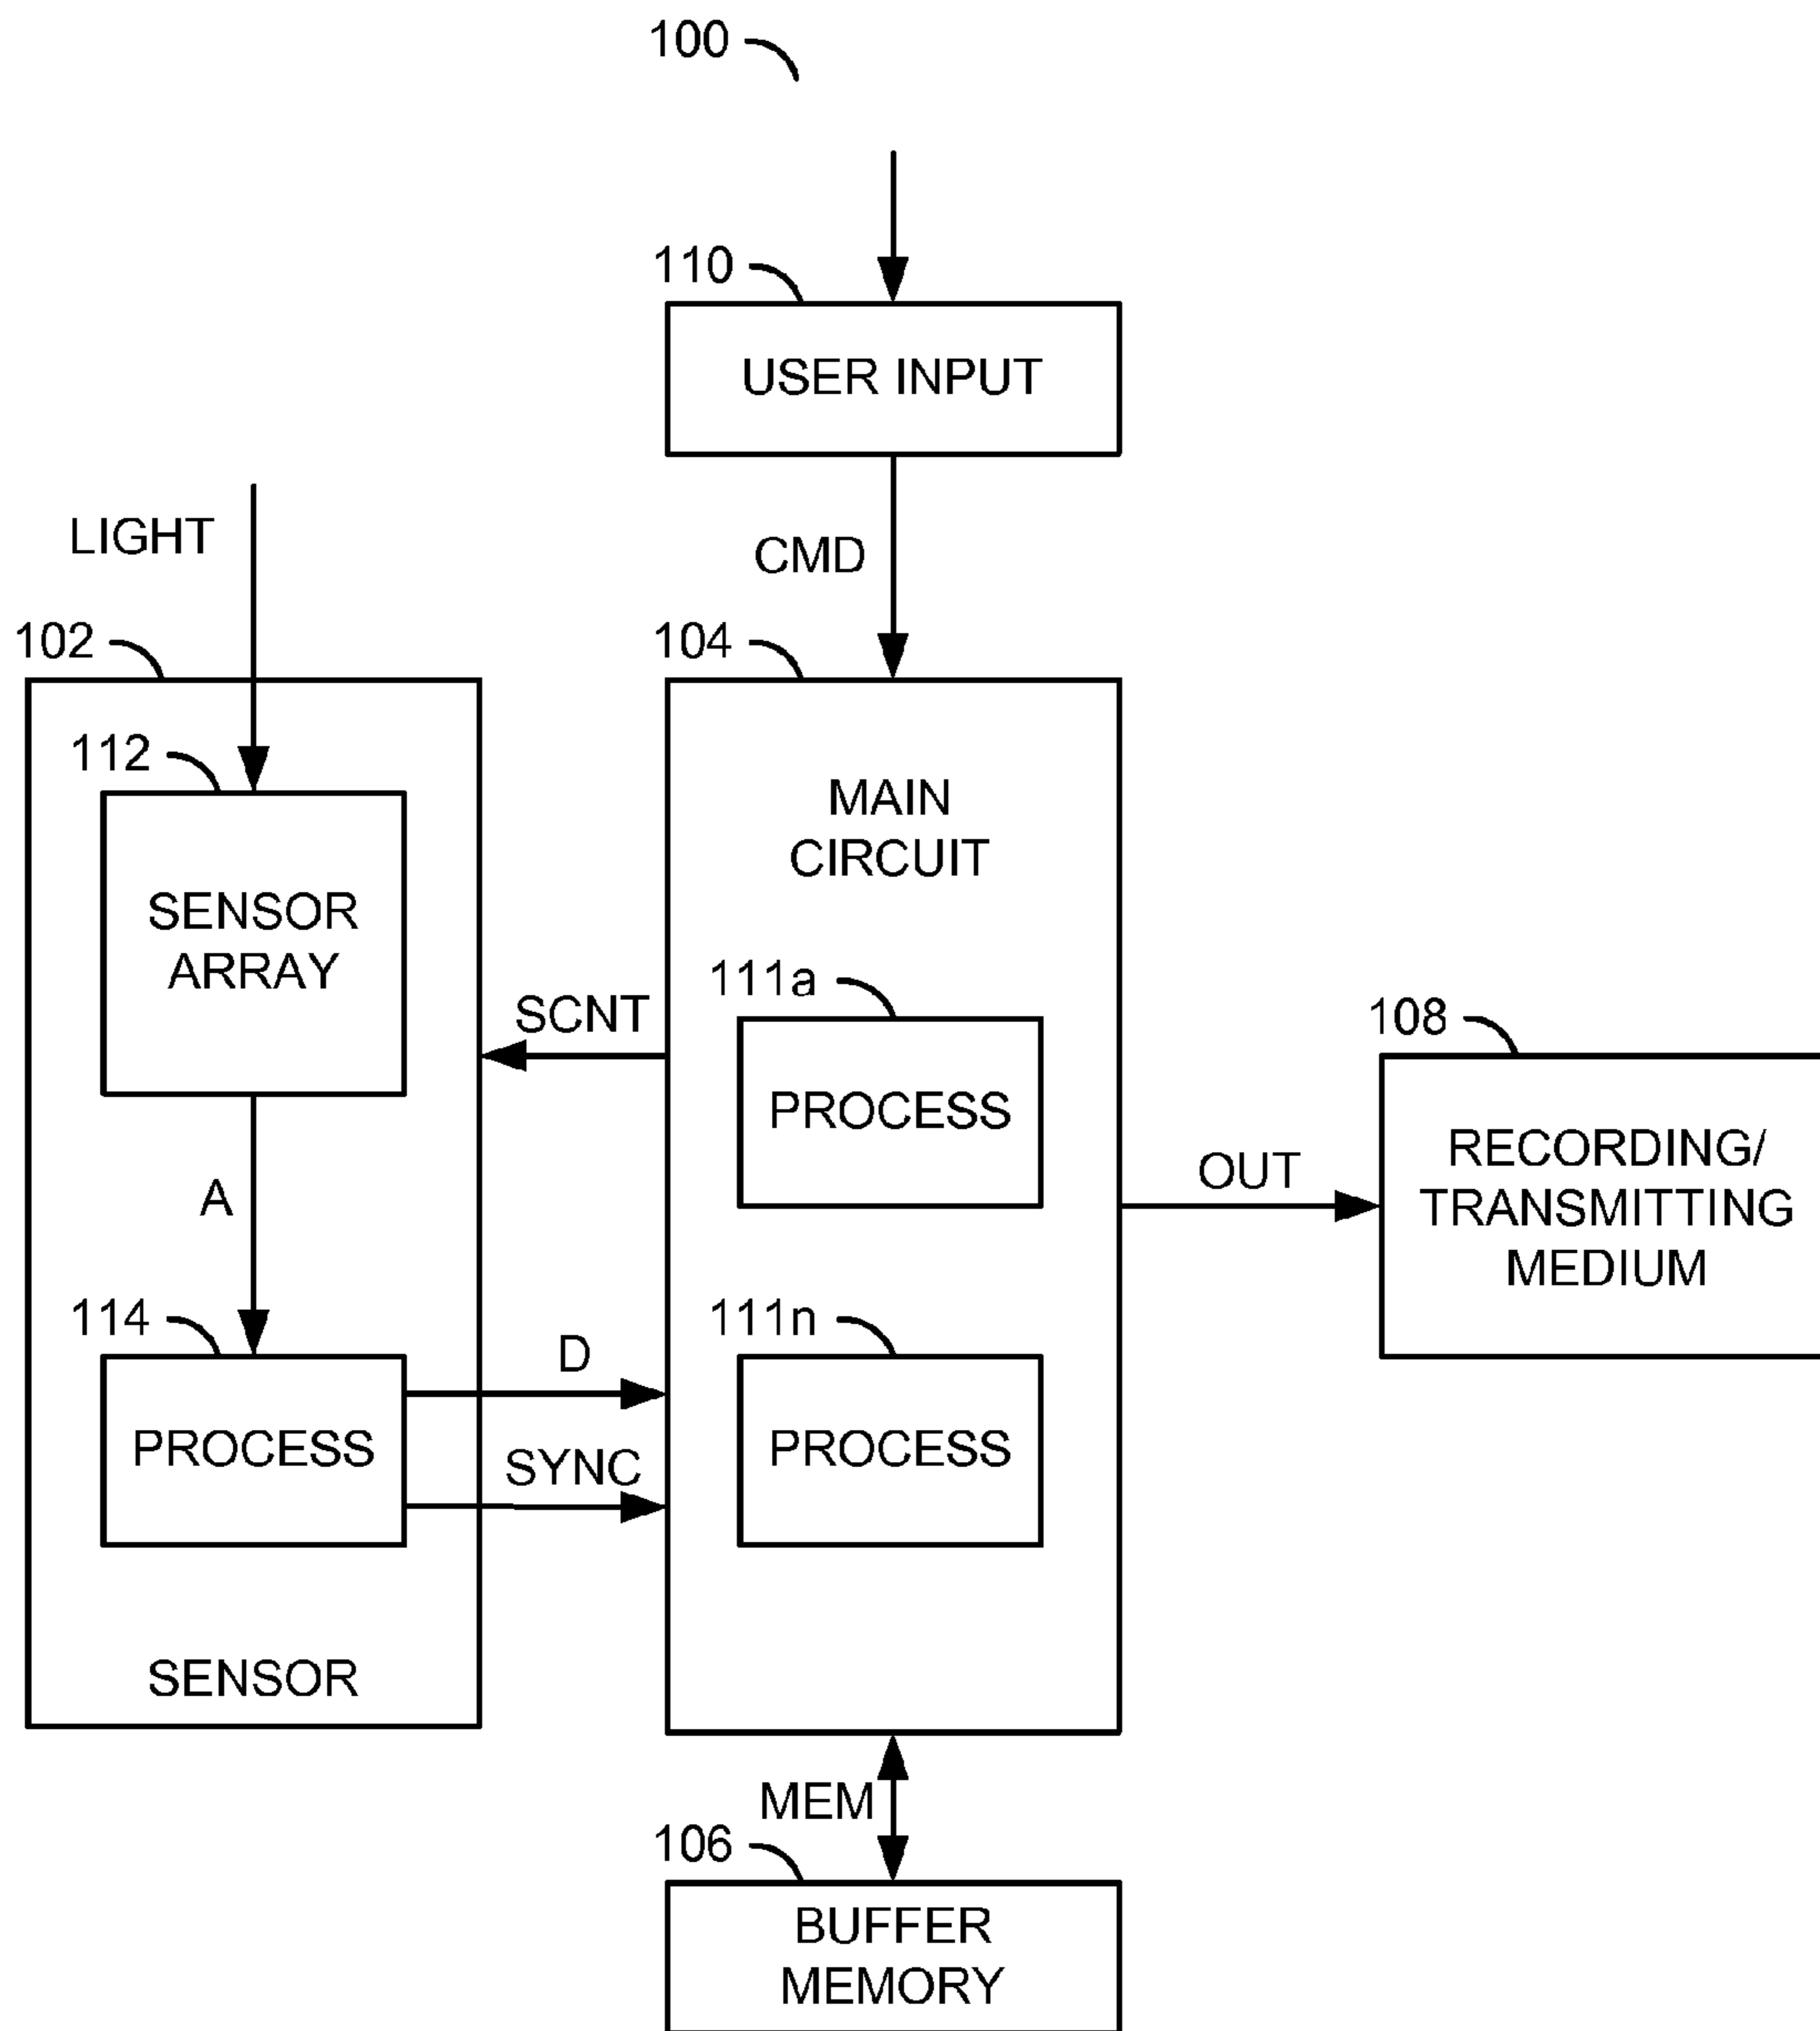 100
110
USER INPUT
LIGHT
CMD
102
104
112
MAIN
CIRCUIT
SENSOR
ARRAY
111a
SCNT
108
PROCESS
RECORDING/
TRANSMITTING
MEDIUM
OUT
A
114
111n
D
PROCESS
PROCESS
SYNC
SENSOR
MEM
106
BUFFER
MEMORY